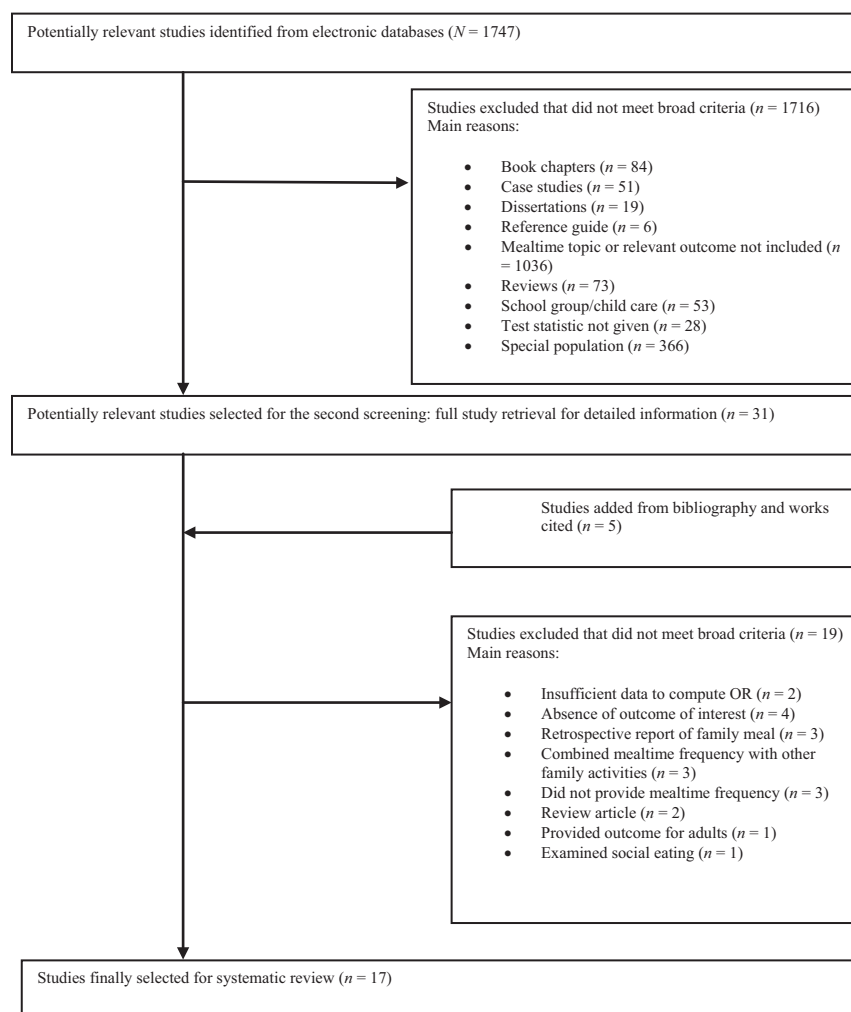 Potentially relevant studies identified from electronic databases (N = 1747)
Studies excluded that did not meet broad criteria (n = 1716)
Main reasons:
• Book chapters (n = 84)
• Case studies (n = 51)
• Dissertations (n = 19)
• Reference guide (n = 6)
• Mealtime topic or relevant outcome not included (n
= 1036)
• Reviews (n = 73)
• School group/child care (n = 53)
• Test statistic not given (n = 28)
• Special population (n = 366)
Potentially relevant studies selected for the second screening: full study retrieval for detailed information (n = 31)
Studies added from bibliography and works
cited (n = 5)
Studies excluded that did not meet broad criteria (n = 19)
Main reasons:
• Insufficient data to compute OR (n = 2)
• Absence of outcome of interest (n = 4)
• Retrospective report of family meal (n = 3)
• Combined mealtime frequency with other
family activities (n = 3)
• Did not provide mealtime frequency (n = 3)
• Review article (n = 2)
• Provided outcome for adults (n = 1)
• Examined social eating (n = 1)
Studies finally selected for systematic review (n = 17)